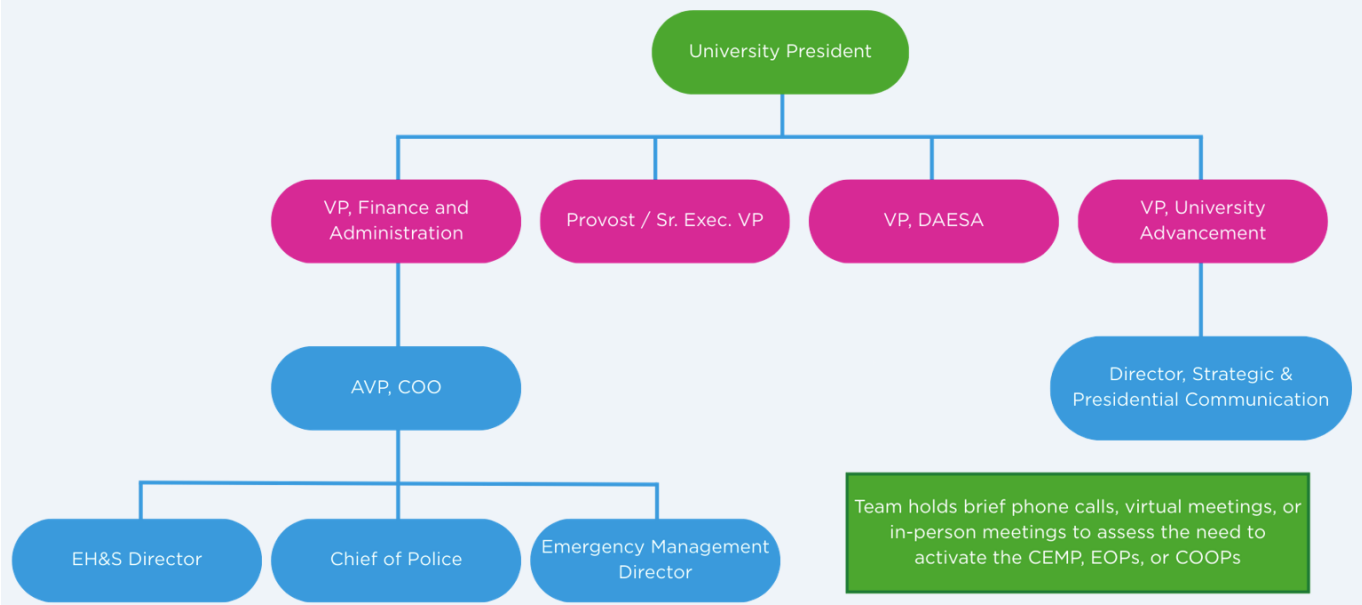 University President
VP, Finance and
Administration
Provost / Sr. Exec. VP
VP, DAESA
VP, University
Advancement
AVP, COO
Director, Strategic &
Presidential Communication
EH&S Director
Chief of Police
Emergency Management
Director
Team holds brief phone calls, virtual meetings, or
in-person meetings to assess the need to
activate the CEMP, EOPs, or COOPs